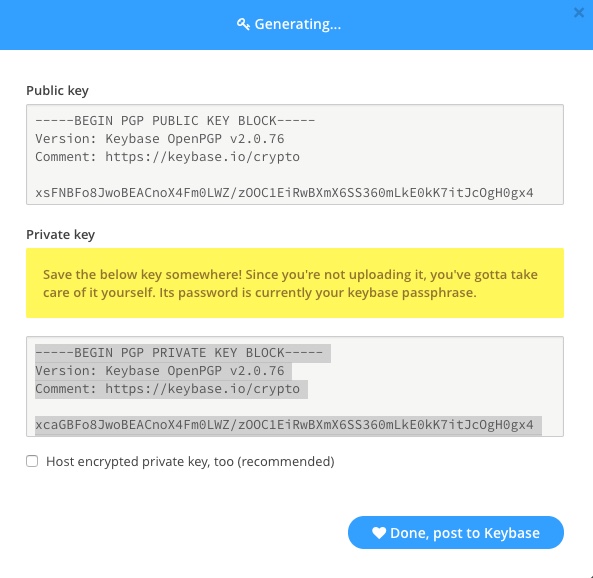 Generating...
Public key
-----BEGIN PGP PUBLIC KEY BLOCK-----
Version: Keybase OpenPGP v2.0.76
Comment: https://keybase.io/crypto
xsFNBFo8JwoBEACnoX4Fm0LWZ/zOOC1EiRwBXmX6SS360mLkE0kK7itJcOgH0gx4
Private key
Save the below key somewhere! Since you're not uploading it, you've gotta take
care of it yourself. Its password is currently your keybase passphrase.
-----BEGIN PGP PRIVATE KEY BLOCK-----
Version: Keybase OpenPGP v2.0.76
Comment: https://keybase.io/crypto
xcaGBFo8JwoBEACnoX4Fm0LWZ/zOOC1EiRwBXmX6SS360mLkE0kK7itJcOgH0gx4
Host encrypted private key, too (recommended)
Done, post to Keybase